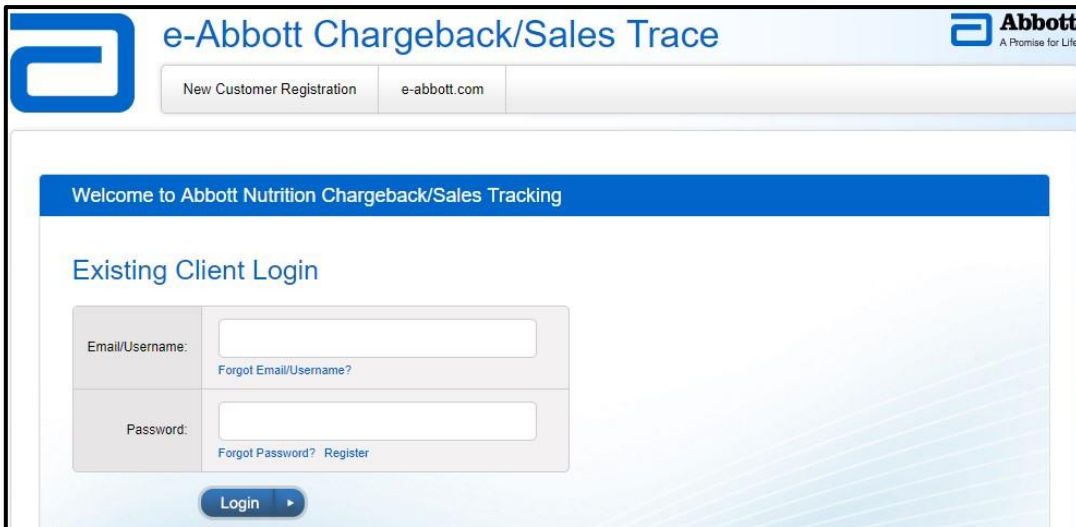 e-Abbott Chargeback/Sales Trace
Abbott
A Promise for Life
New Customer Registration
e-abbott.com
Welcome to Abbott Nutrition Chargeback/Sales Tracking
Existing Client Login
Email/Username:
Forgot Email/Username?
Password:
Forgot Password? Register
Login